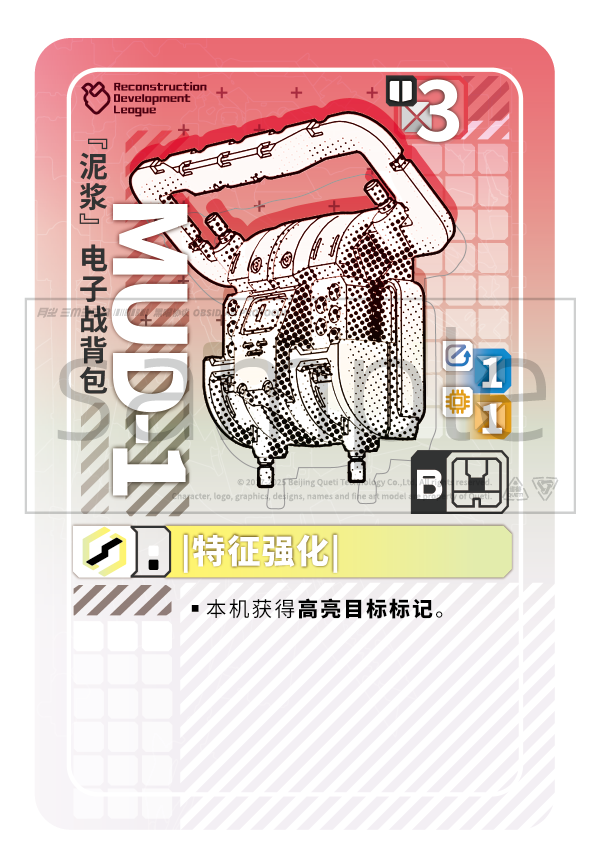 Reconstruction
Development
League
3
『泥浆』 电子战背包
MUD-1
1
1
sample
B
|特征强化|
▪本机获得高亮目标标记。